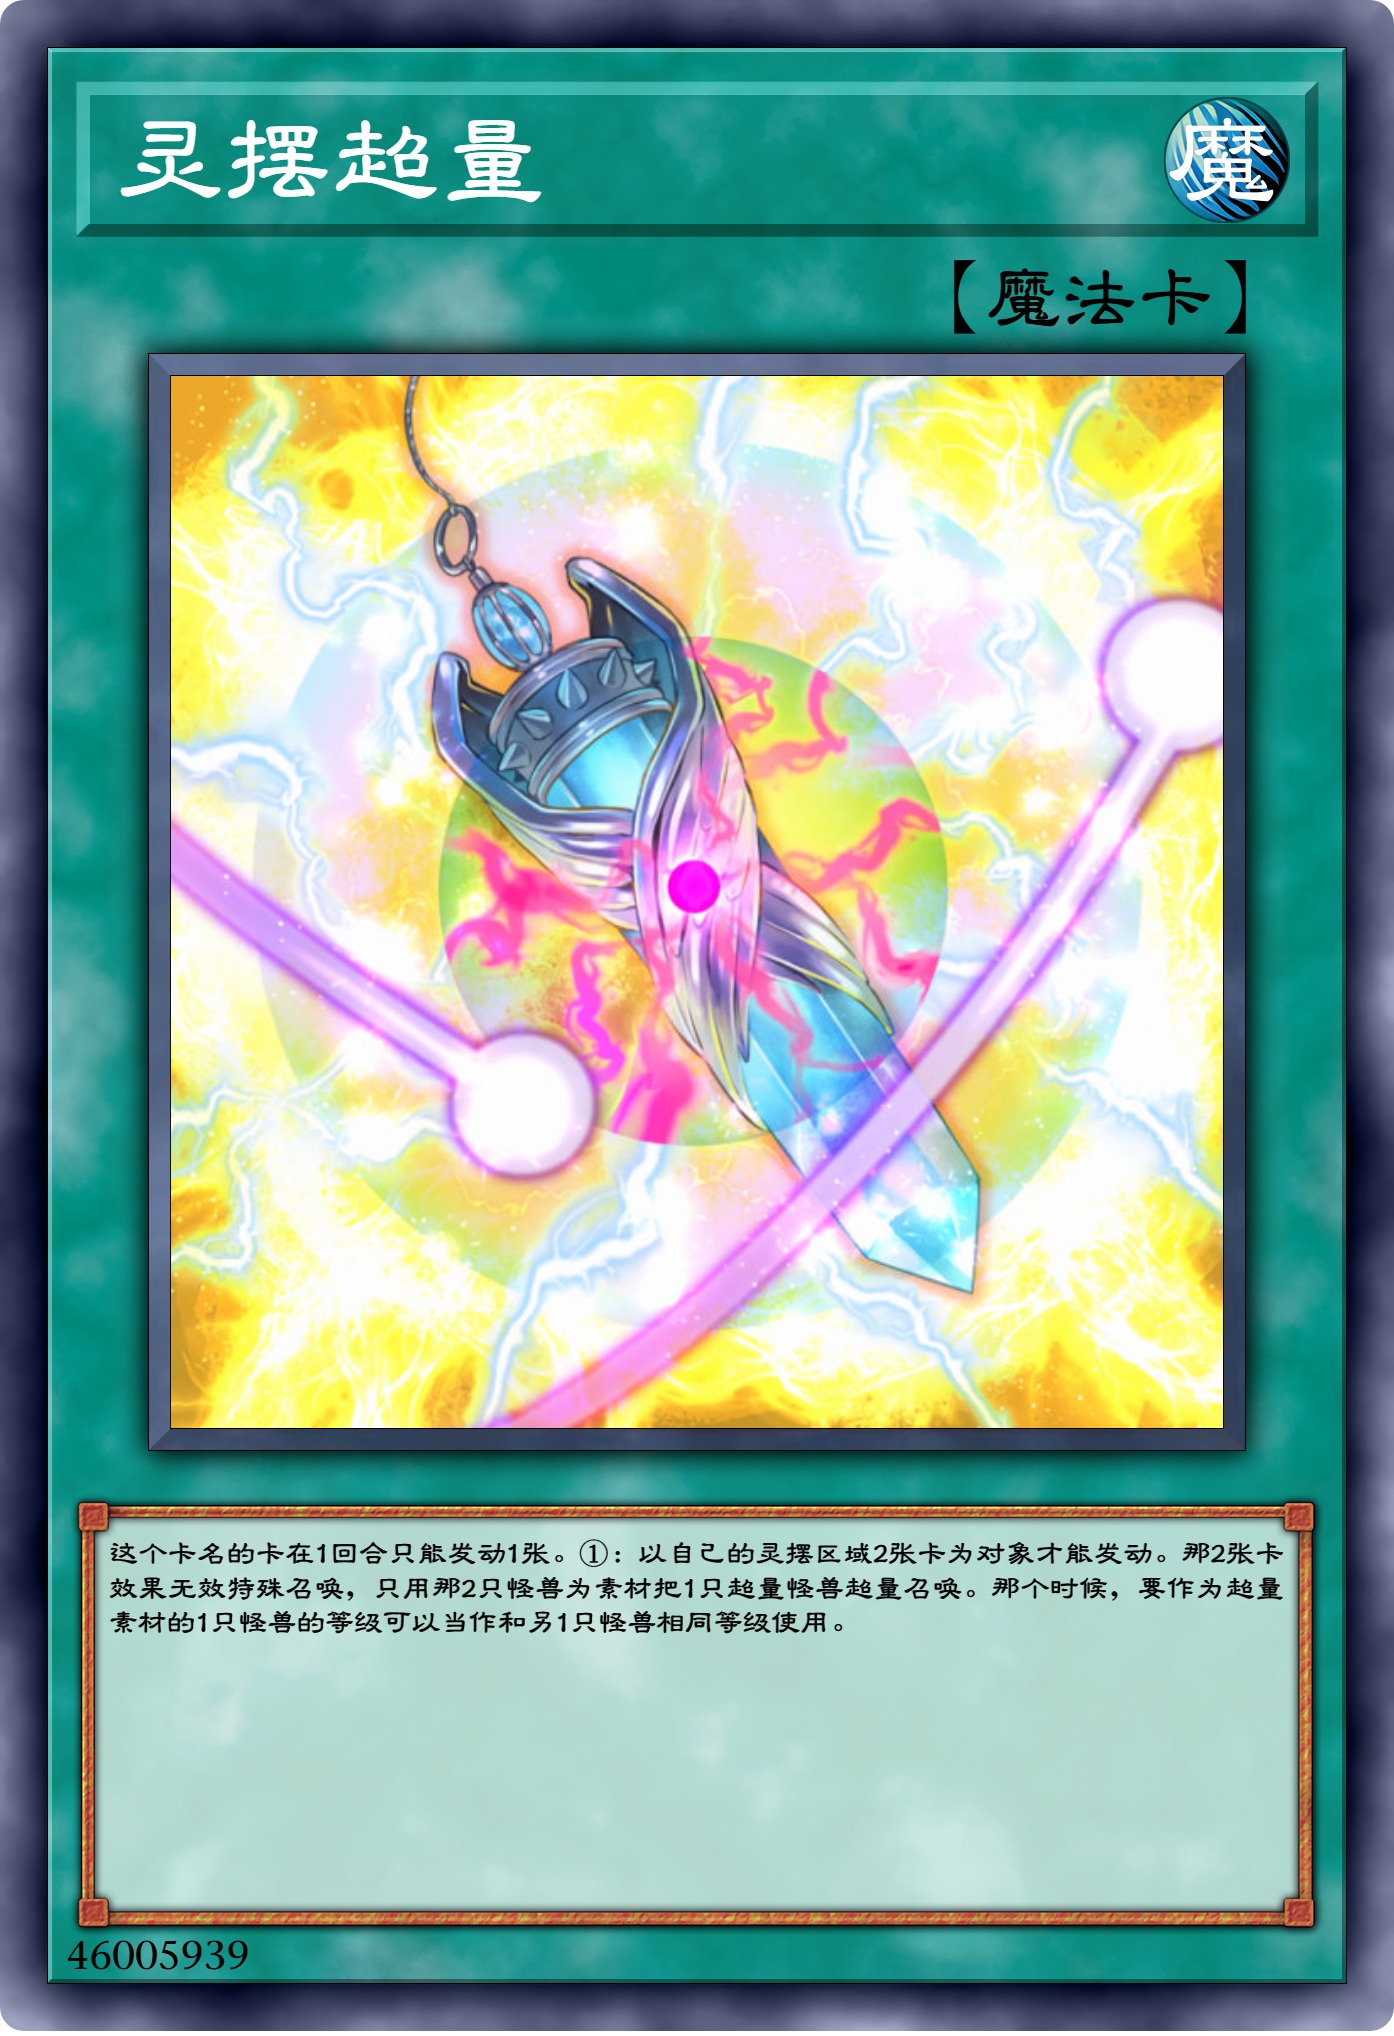 灵摆超量
魔
【魔法卡】
这个卡名的卡在1回合只能发动1张。①：以自己的灵摆区域2张卡为对象才能发动。那2张卡
效果无效特殊召唤，只用那2只怪兽为素材把1只超量怪兽超量召唤。那个时候，要作为超量
素材的1只怪兽的等级可以当作和另1只怪兽相同等级使用。
46005939